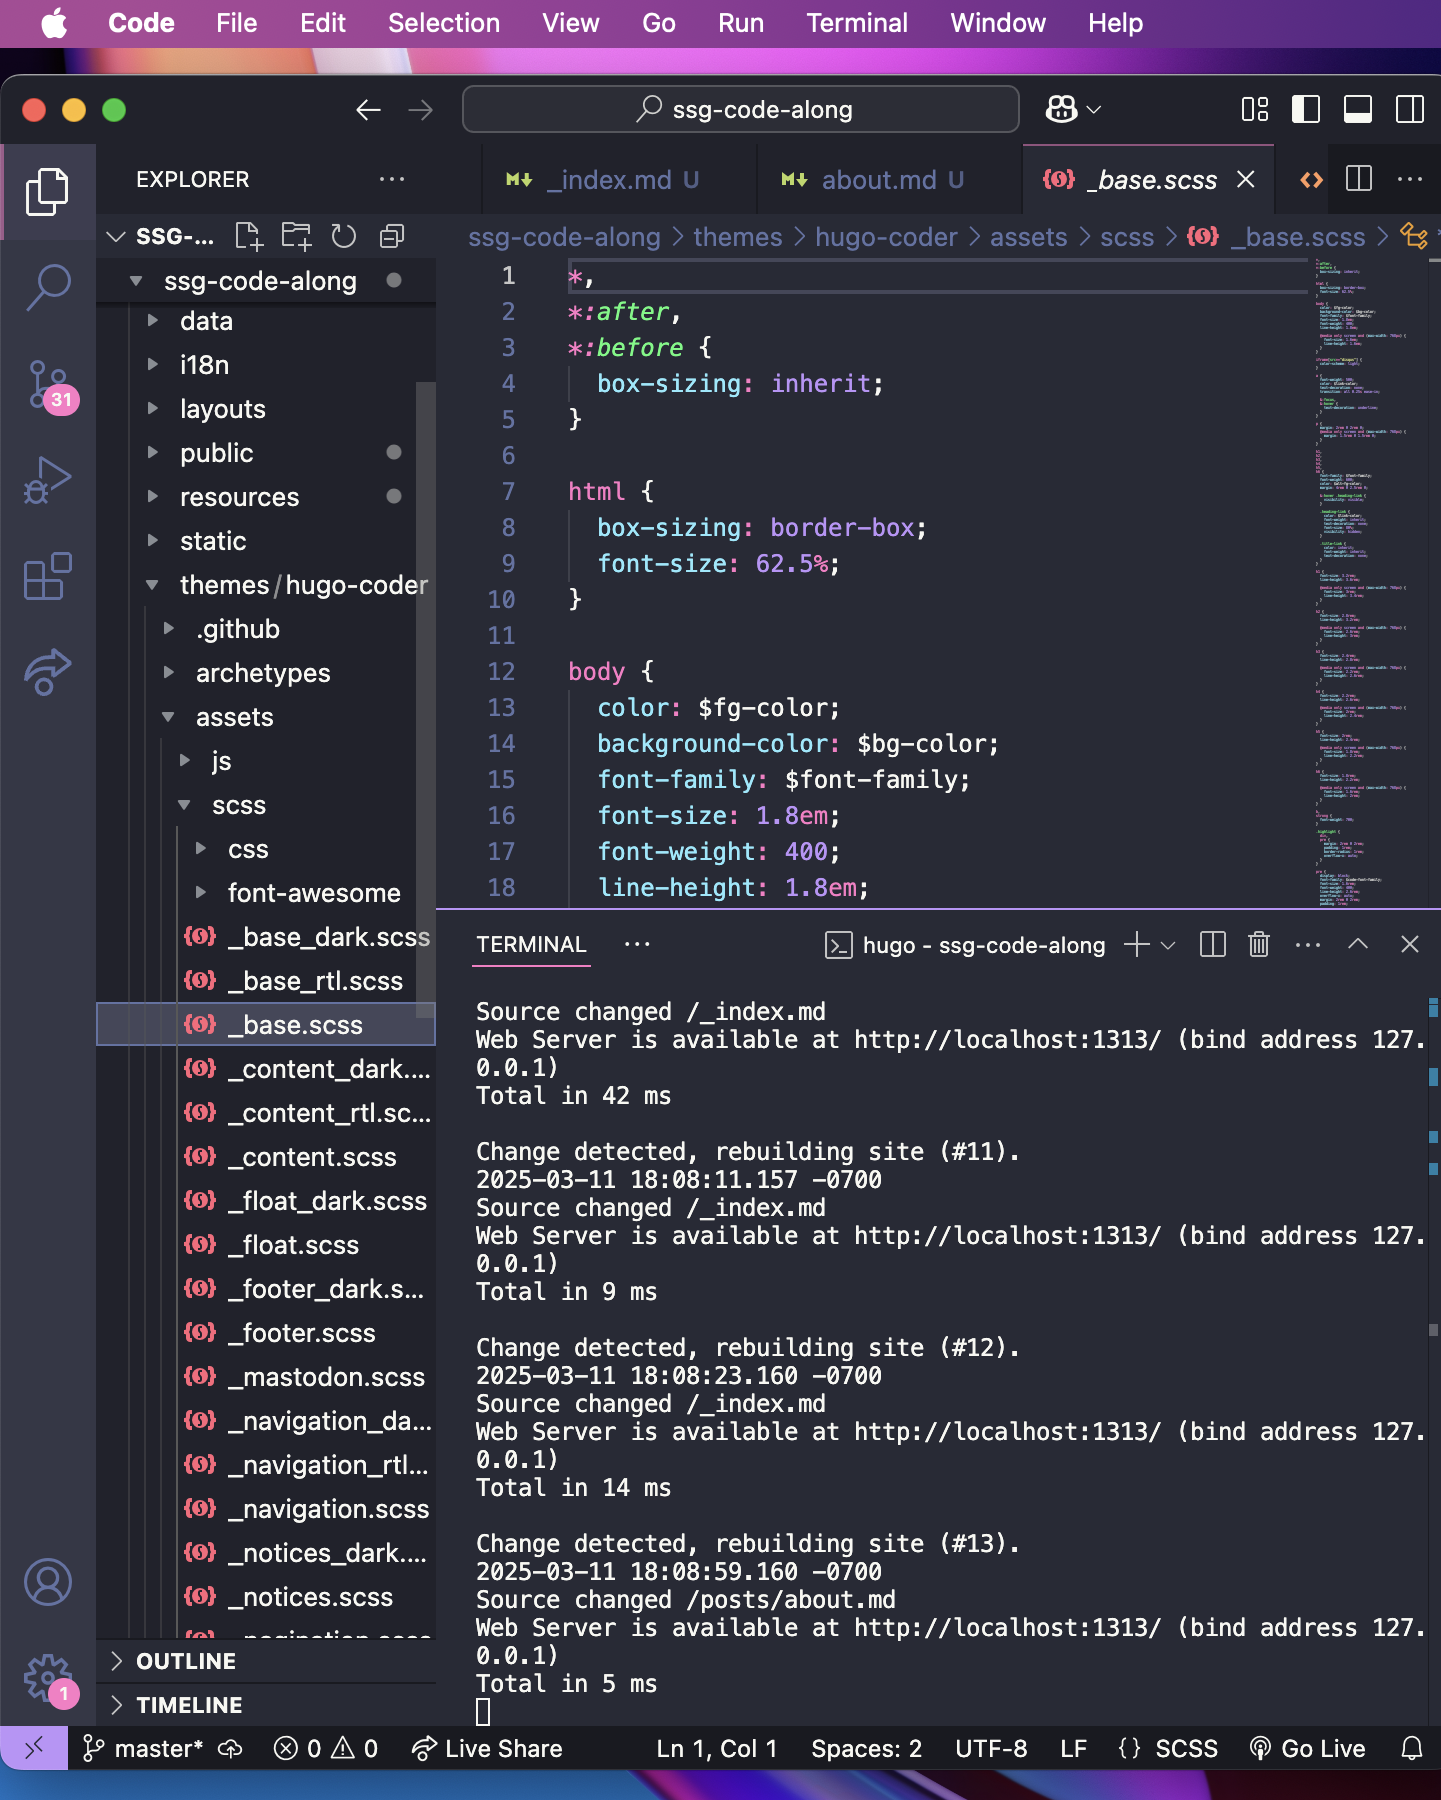 Code File Edit Selection View Go Run Terminal Window Help
ssg-code-along
EXPLORER
_index.md U
about.md U
_base.scss
SSG-...
ssg-code-along > themes > hugo-coder > assets > scss > _base.scss >
ssg-code-along
data
i18n
layouts
public
resources
static
themes/hugo-coder
.github
archetypes
assets
js
scss
css
font-awesome
_base_dark.scss
_base_rtl.scss
_base.scss
_content_dark....
_content_rtl.sc...
_content.scss
_float_dark.scss
_float.scss
_footer_dark.s...
_footer.scss
_mastodon.scss
_navigation_da...
_navigation_rtl...
_navigation.scss
_notices_dark....
_notices.scss
OUTLINE
TIMELINE
31
1
1 *,
2 *:after,
3 *:before {
4 box-sizing: inherit;
5 }
6
7 html {
8 box-sizing: border-box;
9 font-size: 62.5%;
10 }
11
12 body {
13 color: $fg-color;
14 background-color: $bg-color;
15 font-family: $font-family;
16 font-size: 1.8em;
17 font-weight: 400;
18 line-height: 1.8em;
TERMINAL
hugo - ssg-code-along
Source changed /_index.md
Web Server is available at http://localhost:1313/ (bind address 127.
0.0.1)
Total in 42 ms
Change detected, rebuilding site (#11).
2025-03-11 18:08:11.157 -0700
Source changed /_index.md
Web Server is available at http://localhost:1313/ (bind address 127.
0.0.1)
Total in 9 ms
Change detected, rebuilding site (#12).
2025-03-11 18:08:23.160 -0700
Source changed /_index.md
Web Server is available at http://localhost:1313/ (bind address 127.
0.0.1)
Total in 14 ms
Change detected, rebuilding site (#13).
2025-03-11 18:08:59.160 -0700
Source changed /posts/about.md
Web Server is available at http://localhost:1313/ (bind address 127.
0.0.1)
Total in 5 ms
master* 0 0 Live Share Ln 1, Col 1 Spaces: 2 UTF-8 LF {} SCSS Go Live